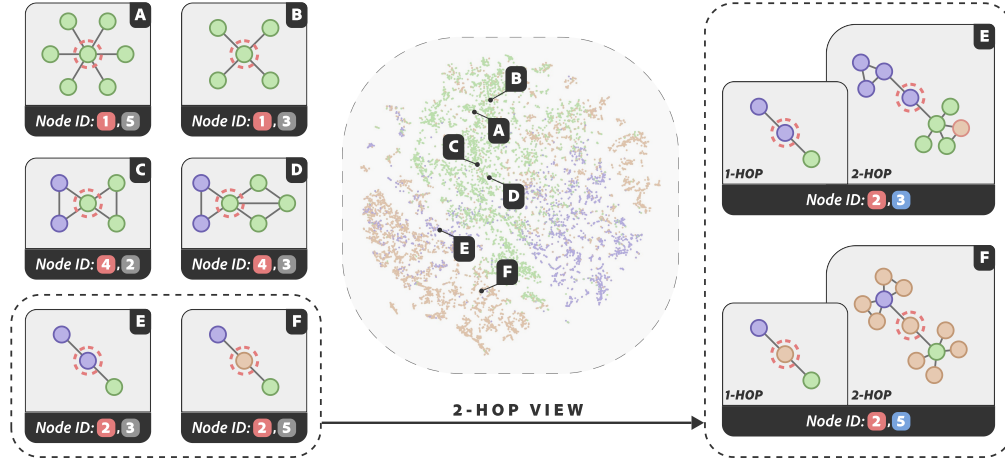 A
Node ID: 1, 5
B
Node ID: 1, 3
C
Node ID: 4, 2
D
Node ID: 4, 3
E
Node ID: 2, 3
F
Node ID: 2, 5
B
A
C
D
E
F
2-HOP VIEW
E
1-HOP
2-HOP
Node ID: 2, 3
F
1-HOP
2-HOP
Node ID: 2, 5